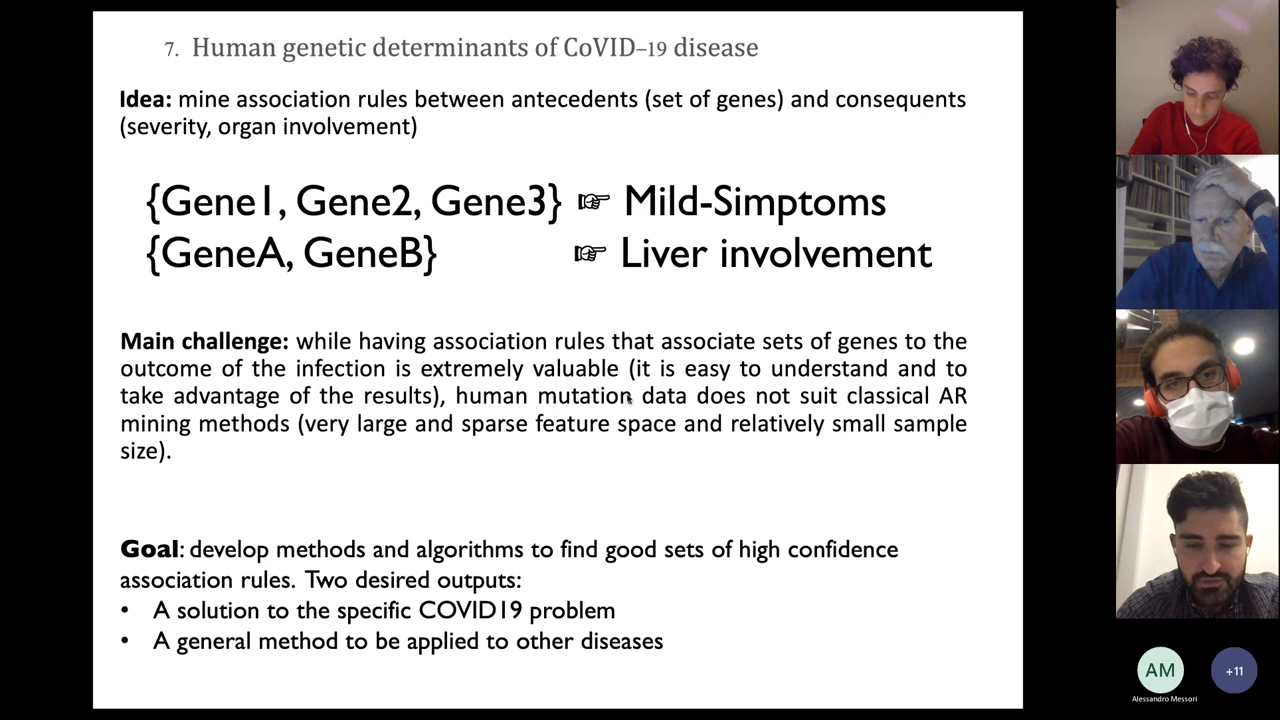 7. Human genetic determinants of CoVID–19 disease
Idea: mine association rules between antecedents (set of genes) and consequents
(severity, organ involvement)
{Gene1, Gene2, Gene3} ☞ Mild-Simptoms
{GeneA, GeneB} ☞ Liver involvement
Main challenge: while having association rules that associate sets of genes to the
outcome of the infection is extremely valuable (it is easy to understand and to
take advantage of the results), human mutation data does not suit classical AR
mining methods (very large and sparse feature space and relatively small sample
size).
Goal: develop methods and algorithms to find good sets of high confidence
association rules. Two desired outputs:
• A solution to the specific COVID19 problem
• A general method to be applied to other diseases
AM
+11
Alessandro Messori